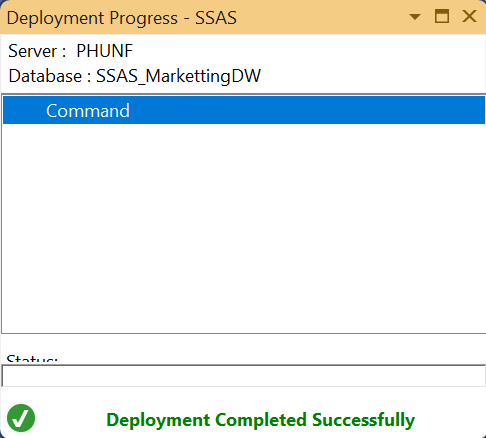 Deployment Progress - SSAS
Server : PHUNF
Database : SSAS_MarkettingDW
Command
Status:
Deployment Completed Successfully